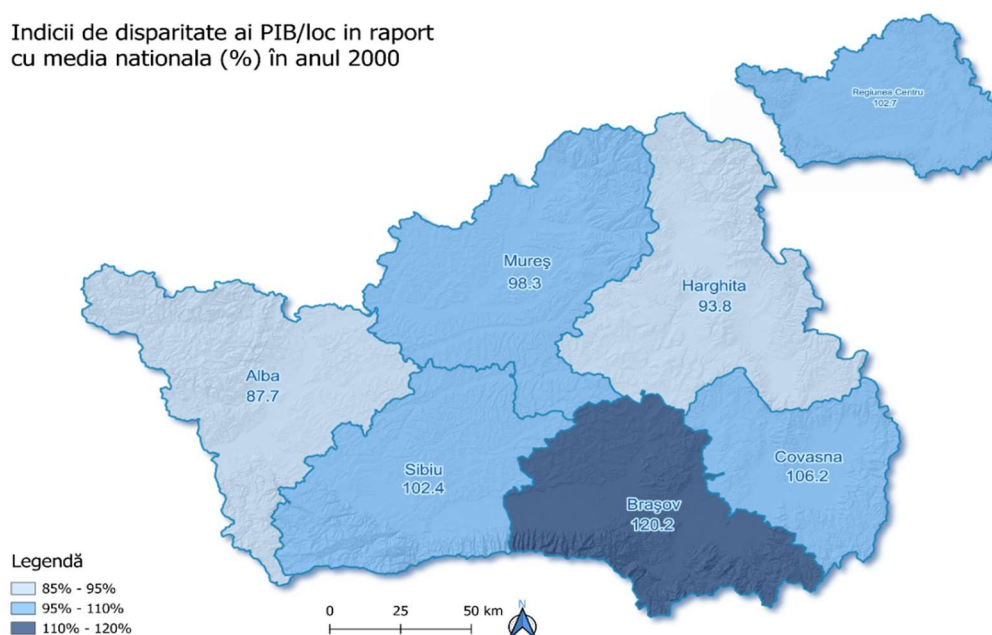 Indicii de disparitate ai PIB/loc in raport
cu media nationala (%) în anul 2000
Regiunea Centru
102.7
Mureş
98.3
Harghita
93.8
Alba
87.7
Sibiu
102.4
Covasna
106.2
Braşov
120.2
Legendă
85% - 95%
95% - 110%
110% - 120%
0 25 50 km
N